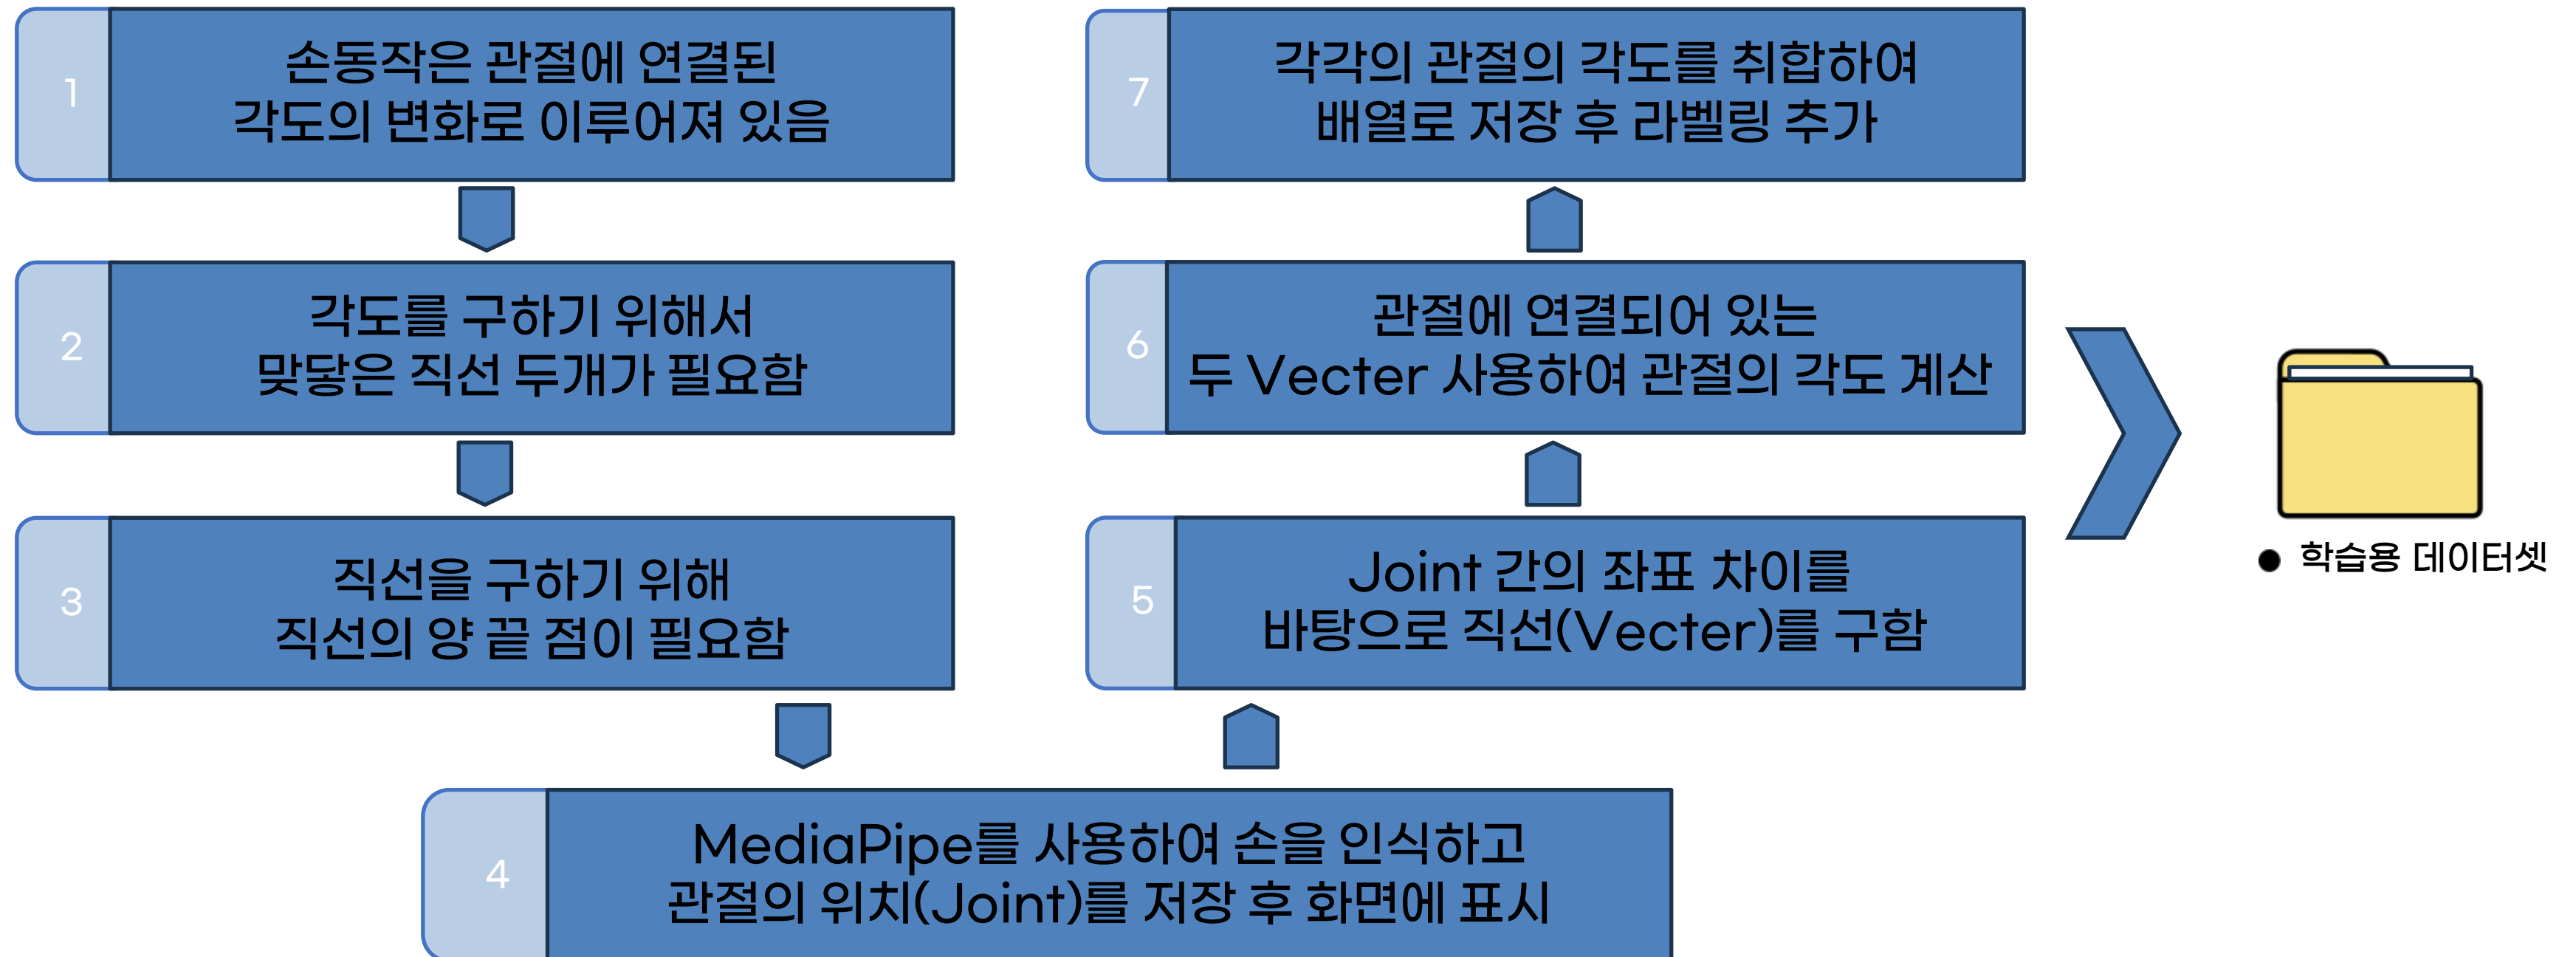 1
손동작은 관절에 연결된
각도의 변화로 이루어져 있음
2
각도를 구하기 위해서
맞닿은 직선 두개가 필요함
3
직선을 구하기 위해
직선의 양 끝 점이 필요함
4
MediaPipe를 사용하여 손을 인식하고
관절의 위치(Joint)를 저장 후 화면에 표시
5
Joint 간의 좌표 차이를
바탕으로 직선(Vecter)를 구함
6
관절에 연결되어 있는
두 Vecter 사용하여 관절의 각도 계산
7
각각의 관절의 각도를 취합하여
배열로 저장 후 라벨링 추가
● 학습용 데이터셋